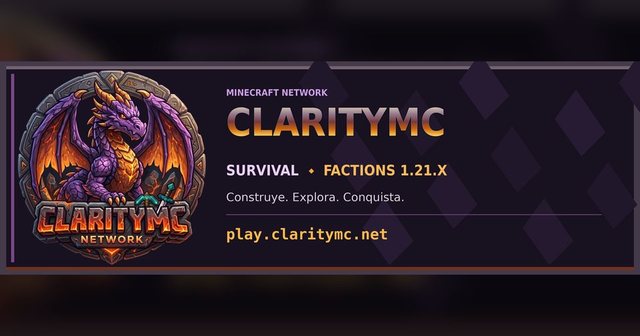 CLARITYMC
NETWORK
MINECRAFT NETWORK
CLARITYMC
SURVIVAL ⬥ FACTIONS 1.21.X
Construye. Explora. Conquista.
play.claritymc.net